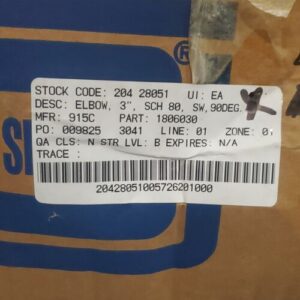 ®
STOCK CODE: 204 28051 UI: EA
DESC: ELBOW, 3", SCH 80, SW, 90DEG,
MFR: 915C PART: 1806030
PO: 009825 3041 LINE: 01 ZONE: 01
QA CLS: N STR LVL: B EXPIRES: N/A
TRACE :
20428051005726201000